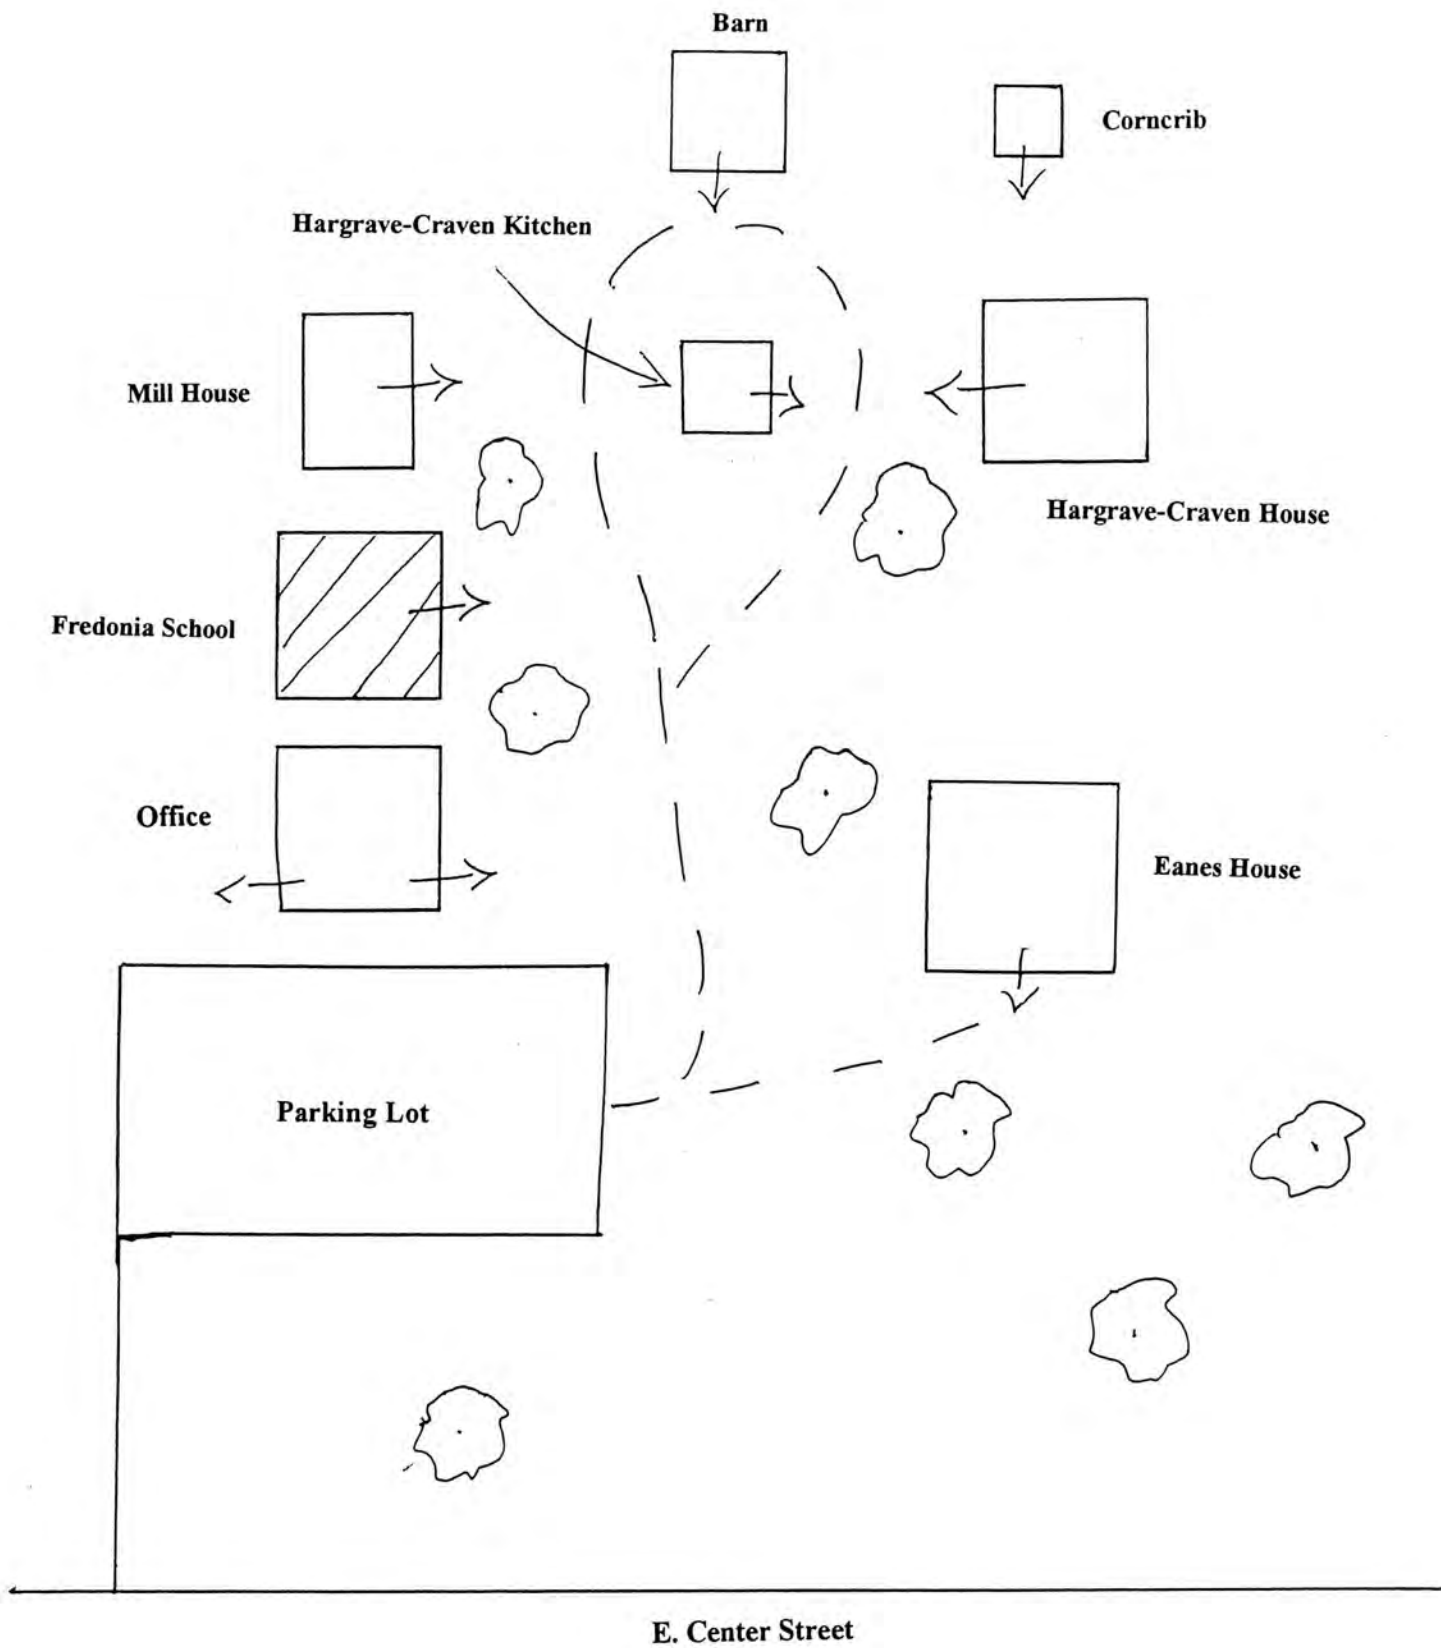 Barn
Corncrib
Hargrave-Craven Kitchen
Mill House
Hargrave-Craven House
Fredonia School
Office
Eanes House
Parking Lot
E. Center Street